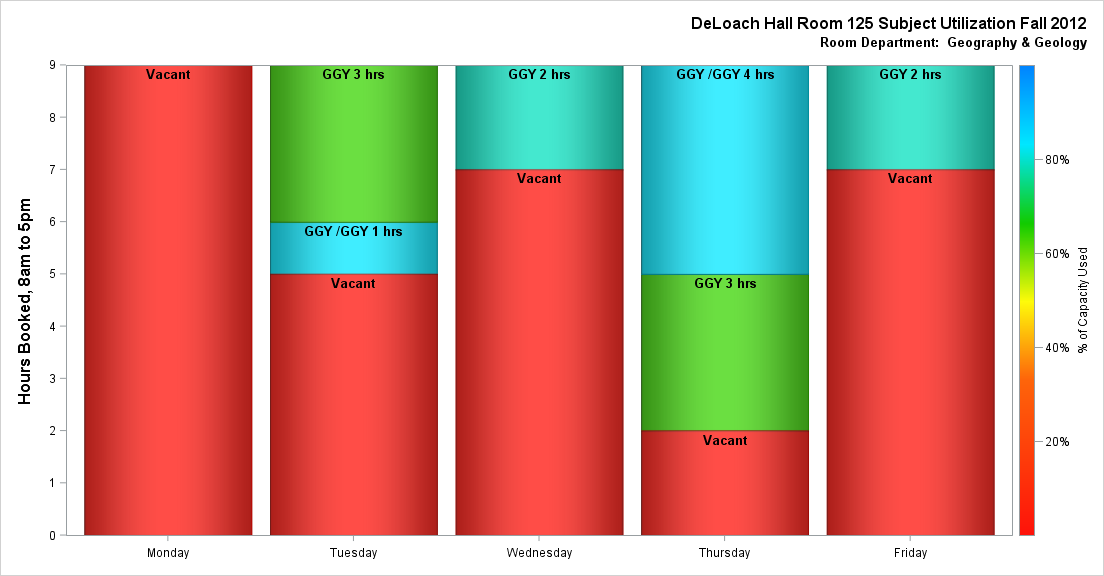 DeLoach Hall Room 125 Subject Utilization Fall 2012
Room Department:  Geography & Geology
Hours Booked, 8am to 5pm
9
8
7
6
5
4
3
2
1
0
Vacant
GGY 3 hrs
GGY /GGY 1 hrs
Vacant
GGY 2 hrs
Vacant
GGY /GGY 4 hrs
GGY 3 hrs
Vacant
GGY 2 hrs
Vacant
Monday
Tuesday
Wednesday
Thursday
Friday
80%
60%
40%
20%
% of Capacity Used